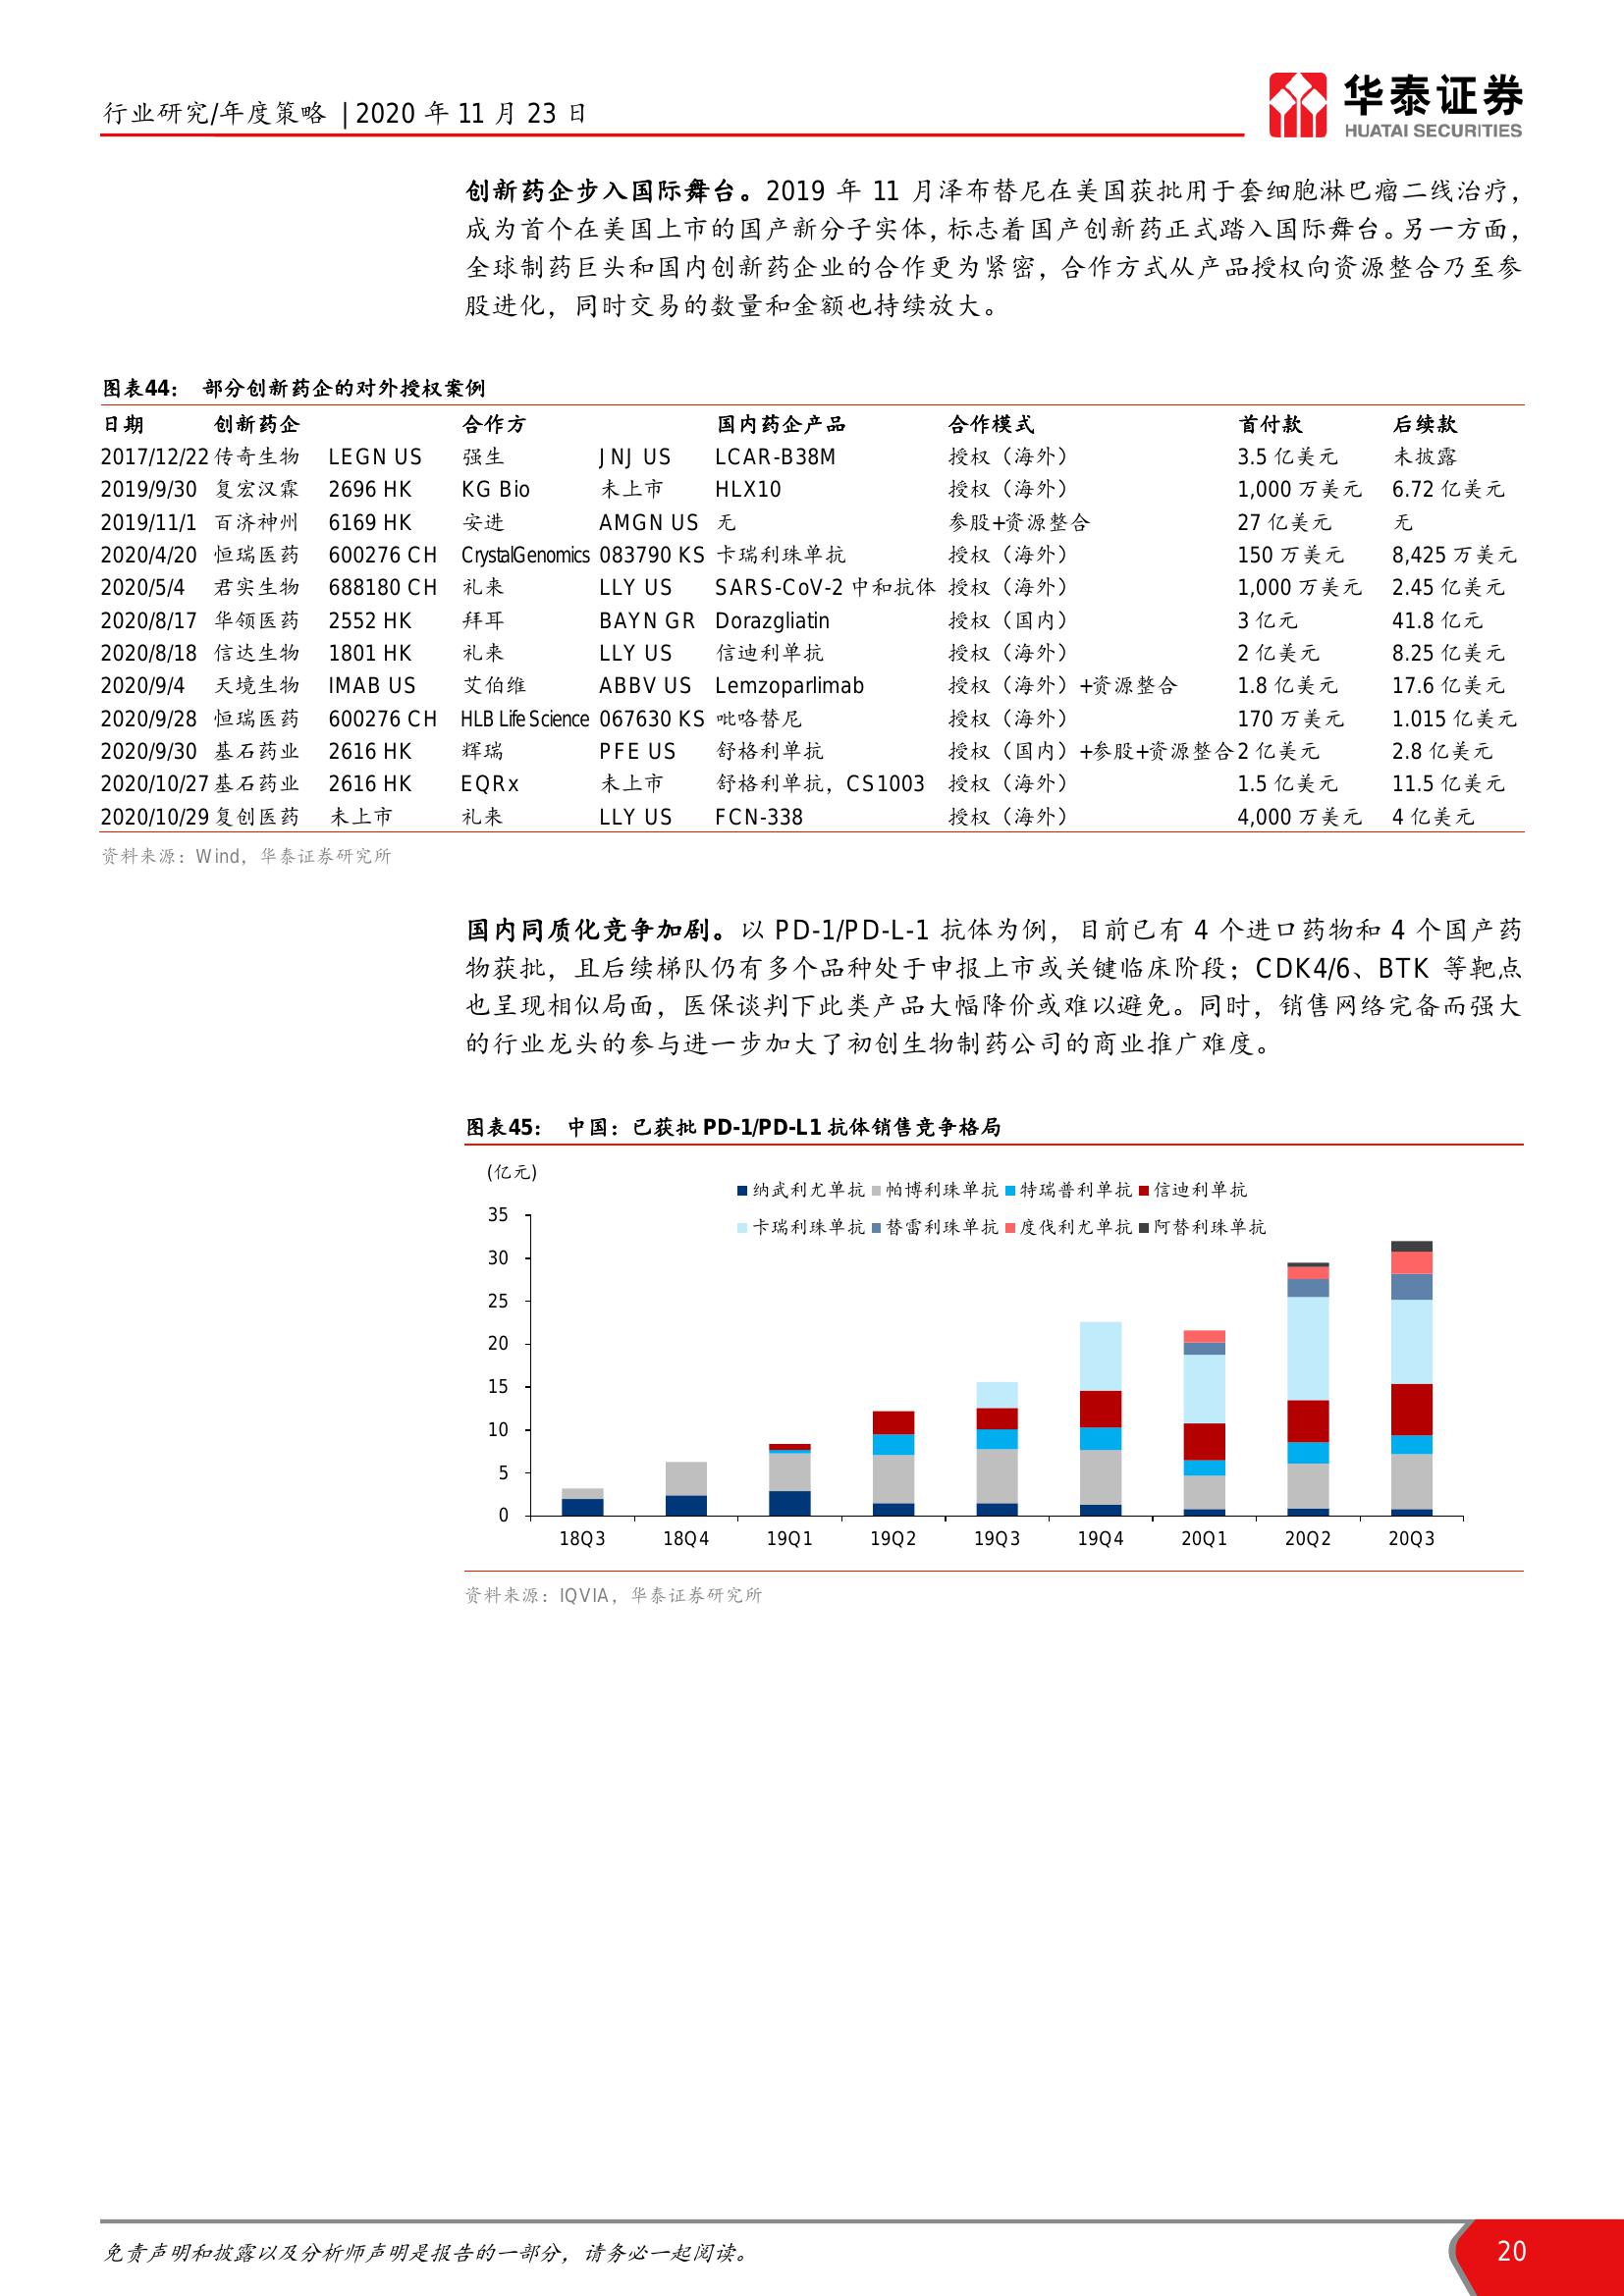 行业研究/年度策略 | 2020 年 11 月 23 日
华泰证券
HUATAI SECURITIES
创新药企步入国际舞台。2019 年 11 月泽布替尼在美国获批用于套细胞淋巴瘤二线治疗，
成为首个在美国上市的国产新分子实体，标志着国产创新药正式踏入国际舞台。另一方面，
全球制药巨头和国内创新药企业的合作更为紧密，合作方式从产品授权向资源整合乃至参
股进化，同时交易的数量和金额也持续放大。
图表44： 部分创新药企的对外授权案例
日期 创新药企 合作方 国内药企产品 合作模式 首付款 后续款
2017/12/22 传奇生物 LEGN US 强生 JNJ US LCAR-B38M 授权（海外） 3.5 亿美元 未披露
2019/9/30 复宏汉霖 2696 HK KG Bio 未上市 HLX10 授权（海外） 1,000 万美元 6.72 亿美元
2019/11/1 百济神州 6169 HK 安进 AMGN US 无 参股+资源整合 27 亿美元 无
2020/4/20 恒瑞医药 600276 CH CrystalGenomics 083790 KS 卡瑞利珠单抗 授权（海外） 150 万美元 8,425 万美元
2020/5/4 君实生物 688180 CH 礼来 LLY US SARS-CoV-2 中和抗体 授权（海外） 1,000 万美元 2.45 亿美元
2020/8/17 华领医药 2552 HK 拜耳 BAYN GR Dorazgliatin 授权（国内） 3 亿元 41.8 亿元
2020/8/18 信达生物 1801 HK 礼来 LLY US 信迪利单抗 授权（海外） 2 亿美元 8.25 亿美元
2020/9/4 天境生物 IMAB US 艾伯维 ABBV US Lemzoparlimab 授权（海外）+资源整合 1.8 亿美元 17.6 亿美元
2020/9/28 恒瑞医药 600276 CH HLB Life Science 067630 KS 吡咯替尼 授权（海外） 170 万美元 1.015 亿美元
2020/9/30 基石药业 2616 HK 辉瑞 PFE US 舒格利单抗 授权（国内）+参股+资源整合 2 亿美元 2.8 亿美元
2020/10/27 基石药业 2616 HK EQRx 未上市 舒格利单抗，CS1003 授权（海外） 1.5 亿美元 11.5 亿美元
2020/10/29 复创医药 未上市 礼来 LLY US FCN-338 授权（海外） 4,000 万美元 4 亿美元
资料来源：Wind，华泰证券研究所
国内同质化竞争加剧。以 PD-1/PD-L-1 抗体为例，目前已有 4 个进口药物和 4 个国产药
物获批，且后续梯队仍有多个品种处于申报上市或关键临床阶段；CDK4/6、BTK 等靶点
也呈现相似局面，医保谈判下此类产品大幅降价或难以避免。同时，销售网络完备而强大
的行业龙头的参与进一步加大了初创生物制药公司的商业推广难度。
图表45： 中国：已获批 PD-1/PD-L1 抗体销售竞争格局
(亿元)
纳武利尤单抗 帕博利珠单抗 特瑞普利单抗 信迪利单抗
卡瑞利珠单抗 替雷利珠单抗 度伐利尤单抗 阿替利珠单抗
35
30
25
20
15
10
5
0
18Q3 18Q4 19Q1 19Q2 19Q3 19Q4 20Q1 20Q2 20Q3
资料来源：IQVIA，华泰证券研究所
免责声明和披露以及分析师声明是报告的一部分，请务必一起阅读。
20